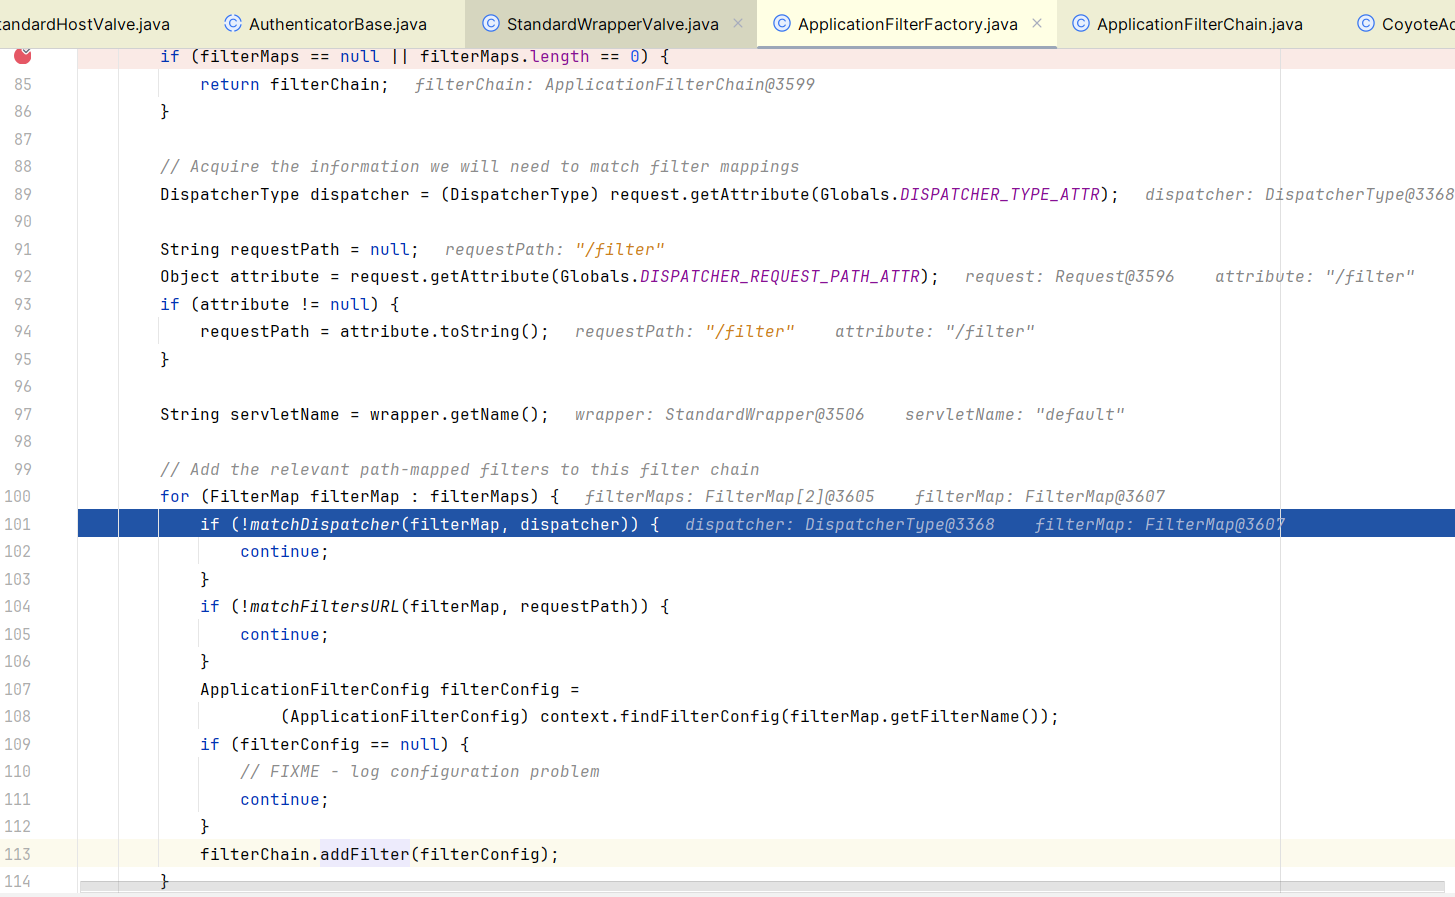 tandardHostValve.java AuthenticatorBase.java StandardWrapperValve.java ApplicationFilterFactory.java ApplicationFilterChain.java CoyoteAd
if (filterMaps == null || filterMaps.length == 0) {
85 return filterChain; filterChain: ApplicationFilterChain@3599
86 }
87
88 // Acquire the information we will need to match filter mappings
89 DispatcherType dispatcher = (DispatcherType) request.getAttribute(Globals.DISPATCHER_TYPE_ATTR); dispatcher: DispatcherType@3368
90
91 String requestPath = null; requestPath: "/filter"
92 Object attribute = request.getAttribute(Globals.DISPATCHER_REQUEST_PATH_ATTR); request: Request@3596 attribute: "/filter"
93 if (attribute != null) {
94 requestPath = attribute.toString(); requestPath: "/filter" attribute: "/filter"
95 }
96
97 String servletName = wrapper.getName(); wrapper: StandardWrapper@3506 servletName: "default"
98
99 // Add the relevant path-mapped filters to this filter chain
100 for (FilterMap filterMap : filterMaps) { filterMaps: FilterMap[2]@3605 filterMap: FilterMap@3607
101 if (!matchDispatcher(filterMap, dispatcher)) { dispatcher: DispatcherType@3368 filterMap: FilterMap@3607
102 continue;
103 }
104 if (!matchFiltersURL(filterMap, requestPath)) {
105 continue;
106 }
107 ApplicationFilterConfig filterConfig =
108 (ApplicationFilterConfig) context.findFilterConfig(filterMap.getFilterName());
109 if (filterConfig == null) {
110 // FIXME - log configuration problem
111 continue;
112 }
113 filterChain.addFilter(filterConfig);
114 }